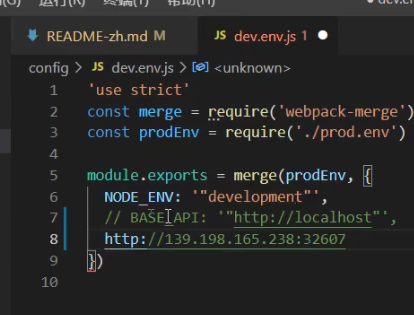 运行(R) 终端(T) 帮助(H) dev.env
README-zh.md M JS dev.env.js 1
config > JS dev.env.js > <unknown>
1 'use strict'
2 const merge = require('webpack-merge')
3 const prodEnv = require('./prod.env')
4
5 module.exports = merge(prodEnv, {
6 NODE_ENV: '"development"',
7 // BASE_API: '"http://localhost"',
8 http://139.198.165.238:32607
9 })
10